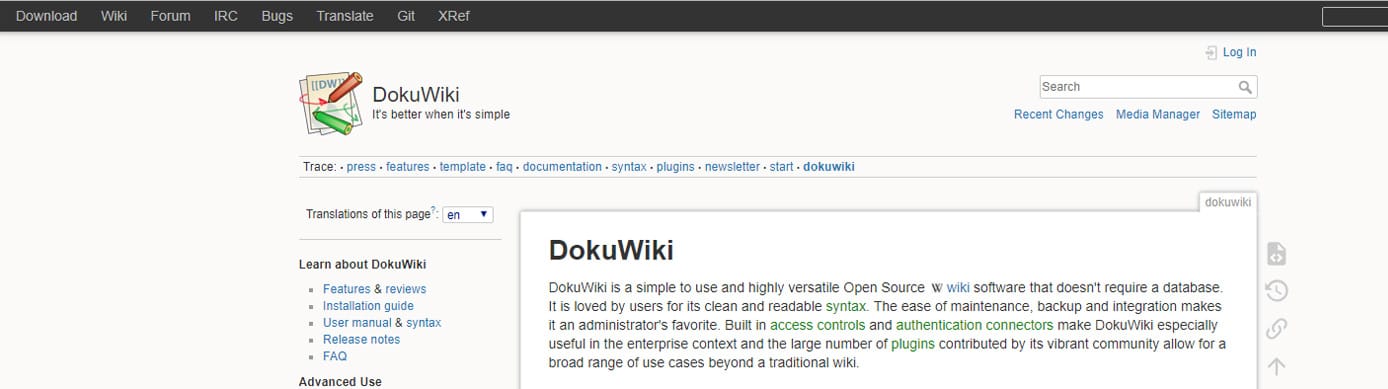 Download Wiki Forum IRC Bugs Translate Git XRef
Log In
[[DW]]
DokuWiki
It's better when it's simple
Search
Recent Changes Media Manager Sitemap
Trace: • press • features • template • faq • documentation • syntax • plugins • newsletter • start • dokuwiki
Translations of this page?: en
dokuwiki
Learn about DokuWiki
Features & reviews
Installation guide
User manual & syntax
Release notes
FAQ
Advanced Use
DokuWiki
DokuWiki is a simple to use and highly versatile Open Source W wiki software that doesn't require a database.
It is loved by users for its clean and readable syntax. The ease of maintenance, backup and integration makes
it an administrator's favorite. Built in access controls and authentication connectors make DokuWiki especially
useful in the enterprise context and the large number of plugins contributed by its vibrant community allow for a
broad range of use cases beyond a traditional wiki.